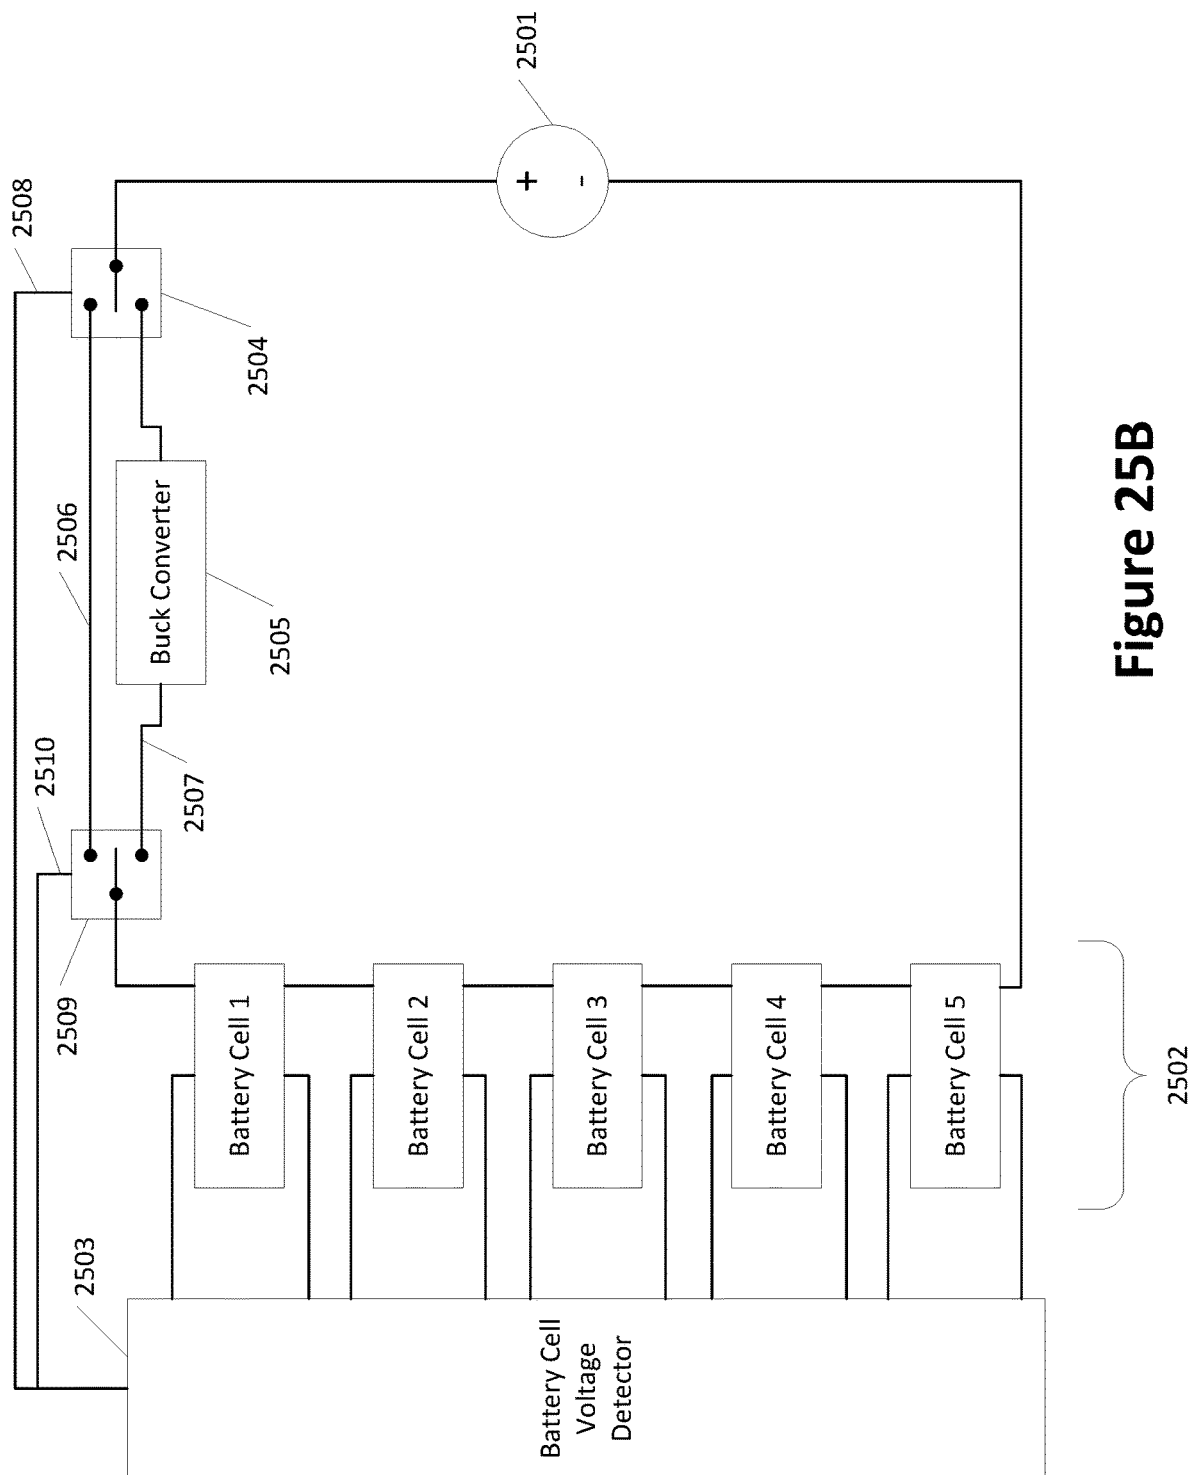 2501
2508
2504
+
-
2506
Buck Converter
2505
2510
2507
2509
Battery Cell 1
Battery Cell 2
Battery Cell 3
Battery Cell 4
Battery Cell 5
2502
2503
Battery Cell
Voltage
Detector
Figure 25B